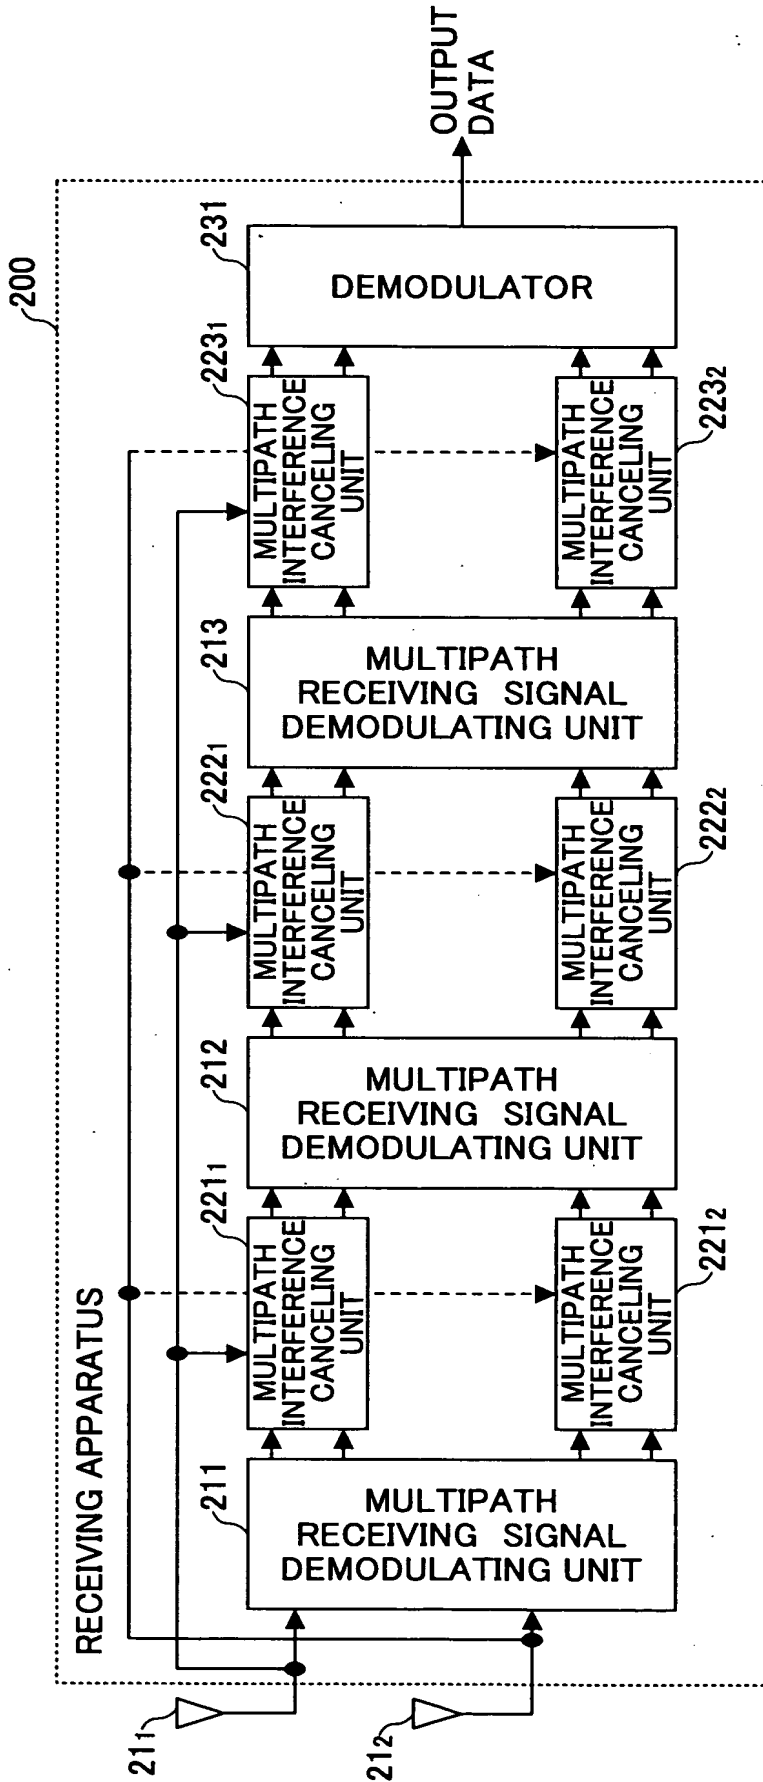 200
RECEIVING APPARATUS
21₁
21₂
211
MULTIPATH
RECEIVING SIGNAL
DEMODULATING UNIT
221₁
MULTIPATH
INTERFERENCE
CANCELING
UNIT
221₂
MULTIPATH
INTERFERENCE
CANCELING
UNIT
212
MULTIPATH
RECEIVING SIGNAL
DEMODULATING UNIT
222₁
MULTIPATH
INTERFERENCE
CANCELING
UNIT
222₂
MULTIPATH
INTERFERENCE
CANCELING
UNIT
213
MULTIPATH
RECEIVING SIGNAL
DEMODULATING UNIT
223₁
MULTIPATH
INTERFERENCE
CANCELING
UNIT
223₂
MULTIPATH
INTERFERENCE
CANCELING
UNIT
231
DEMODULATOR
OUTPUT
DATA